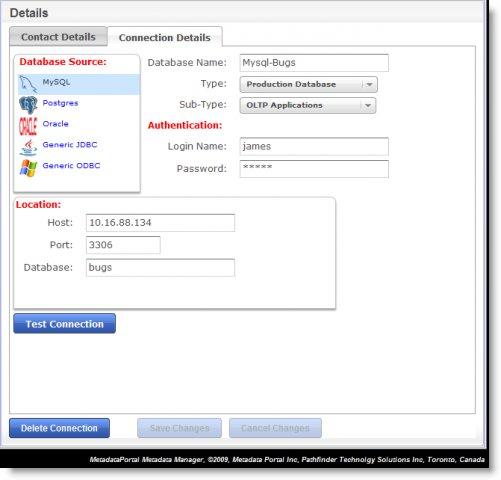 Details
Contact Details
Connection Details
Database Source:
MySQL
Postgres
ORACLE
Oracle
Generic JDBC
Generic ODBC
Database Name: Mysql-Bugs
Type: Production Database
Sub-Type: OLTP Applications
Authentication:
Login Name: james
Password: *****
Location:
Host: 10.16.88.134
Port: 3306
Database: bugs
Test Connection
Delete Connection
Save Changes
Cancel Changes
MetadataPortal Metadata Manager, ©2009, Metadata Portal Inc, Pathfinder Technolgy Solutions Inc, Toronto, Canada